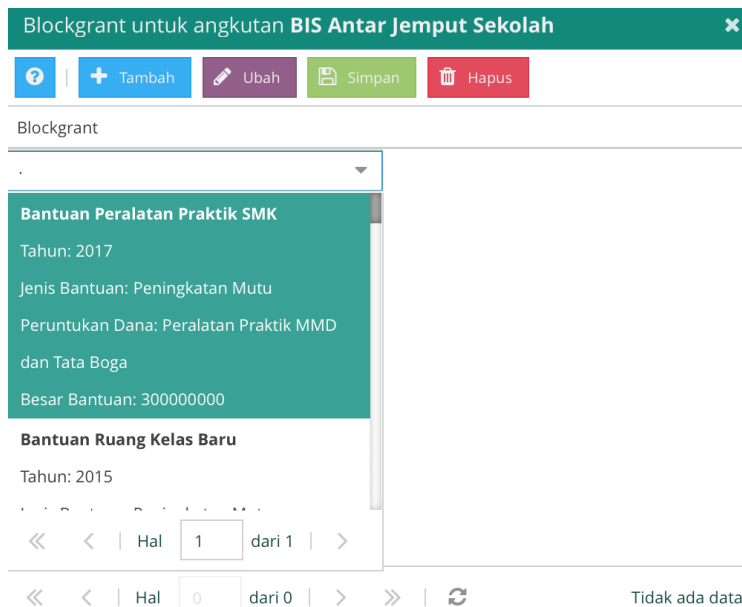 Blockgrant untuk angkutan BIS Antar Jemput Sekolah
Tambah Ubah Simpan Hapus
Blockgrant
.
Bantuan Peralatan Praktik SMK
Tahun: 2017
Jenis Bantuan: Peningkatan Mutu
Peruntukan Dana: Peralatan Praktik MMD
dan Tata Boga
Besar Bantuan: 300000000
Bantuan Ruang Kelas Baru
Tahun: 2015
Hal 1 dari 1
Hal 0 dari 0 Tidak ada data